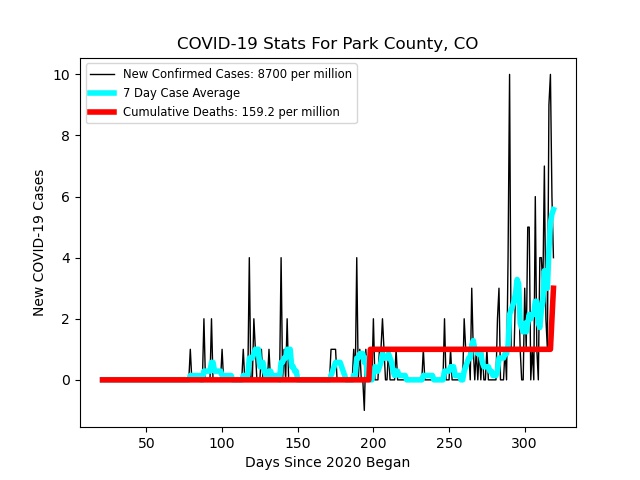 COVID-19 Stats For Park County, CO
New Confirmed Cases: 8700 per million
7 Day Case Average
Cumulative Deaths: 159.2 per million
New COVID-19 Cases
10
8
6
4
2
0
50 100 150 200 250 300
Days Since 2020 Began